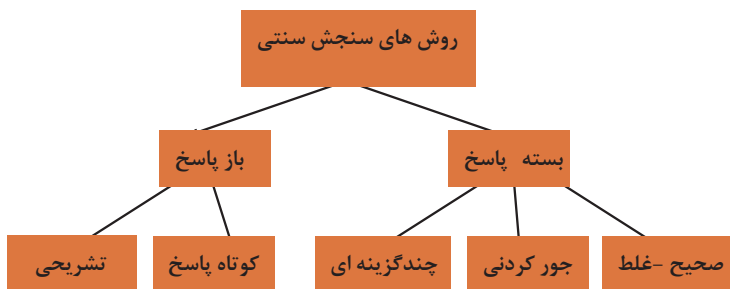 روش های سنجش سنتی
بسته پاسخ
باز پاسخ
صحیح -غلط
جور کردنی
چندگزینه ای
کوتاه پاسخ
تشریحی